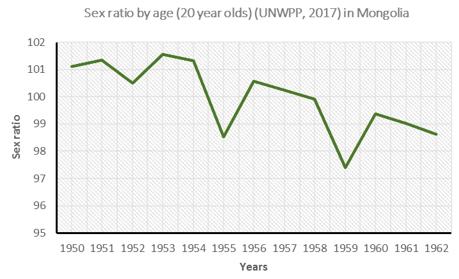 Sex ratio by age (20 year olds) (UNWPP, 2017) in Mongolia
102
101
100
99
98
97
96
95
Sex ratio
1950 1951 1952 1953 1954 1955 1956 1957 1958 1959 1960 1961 1962
Years